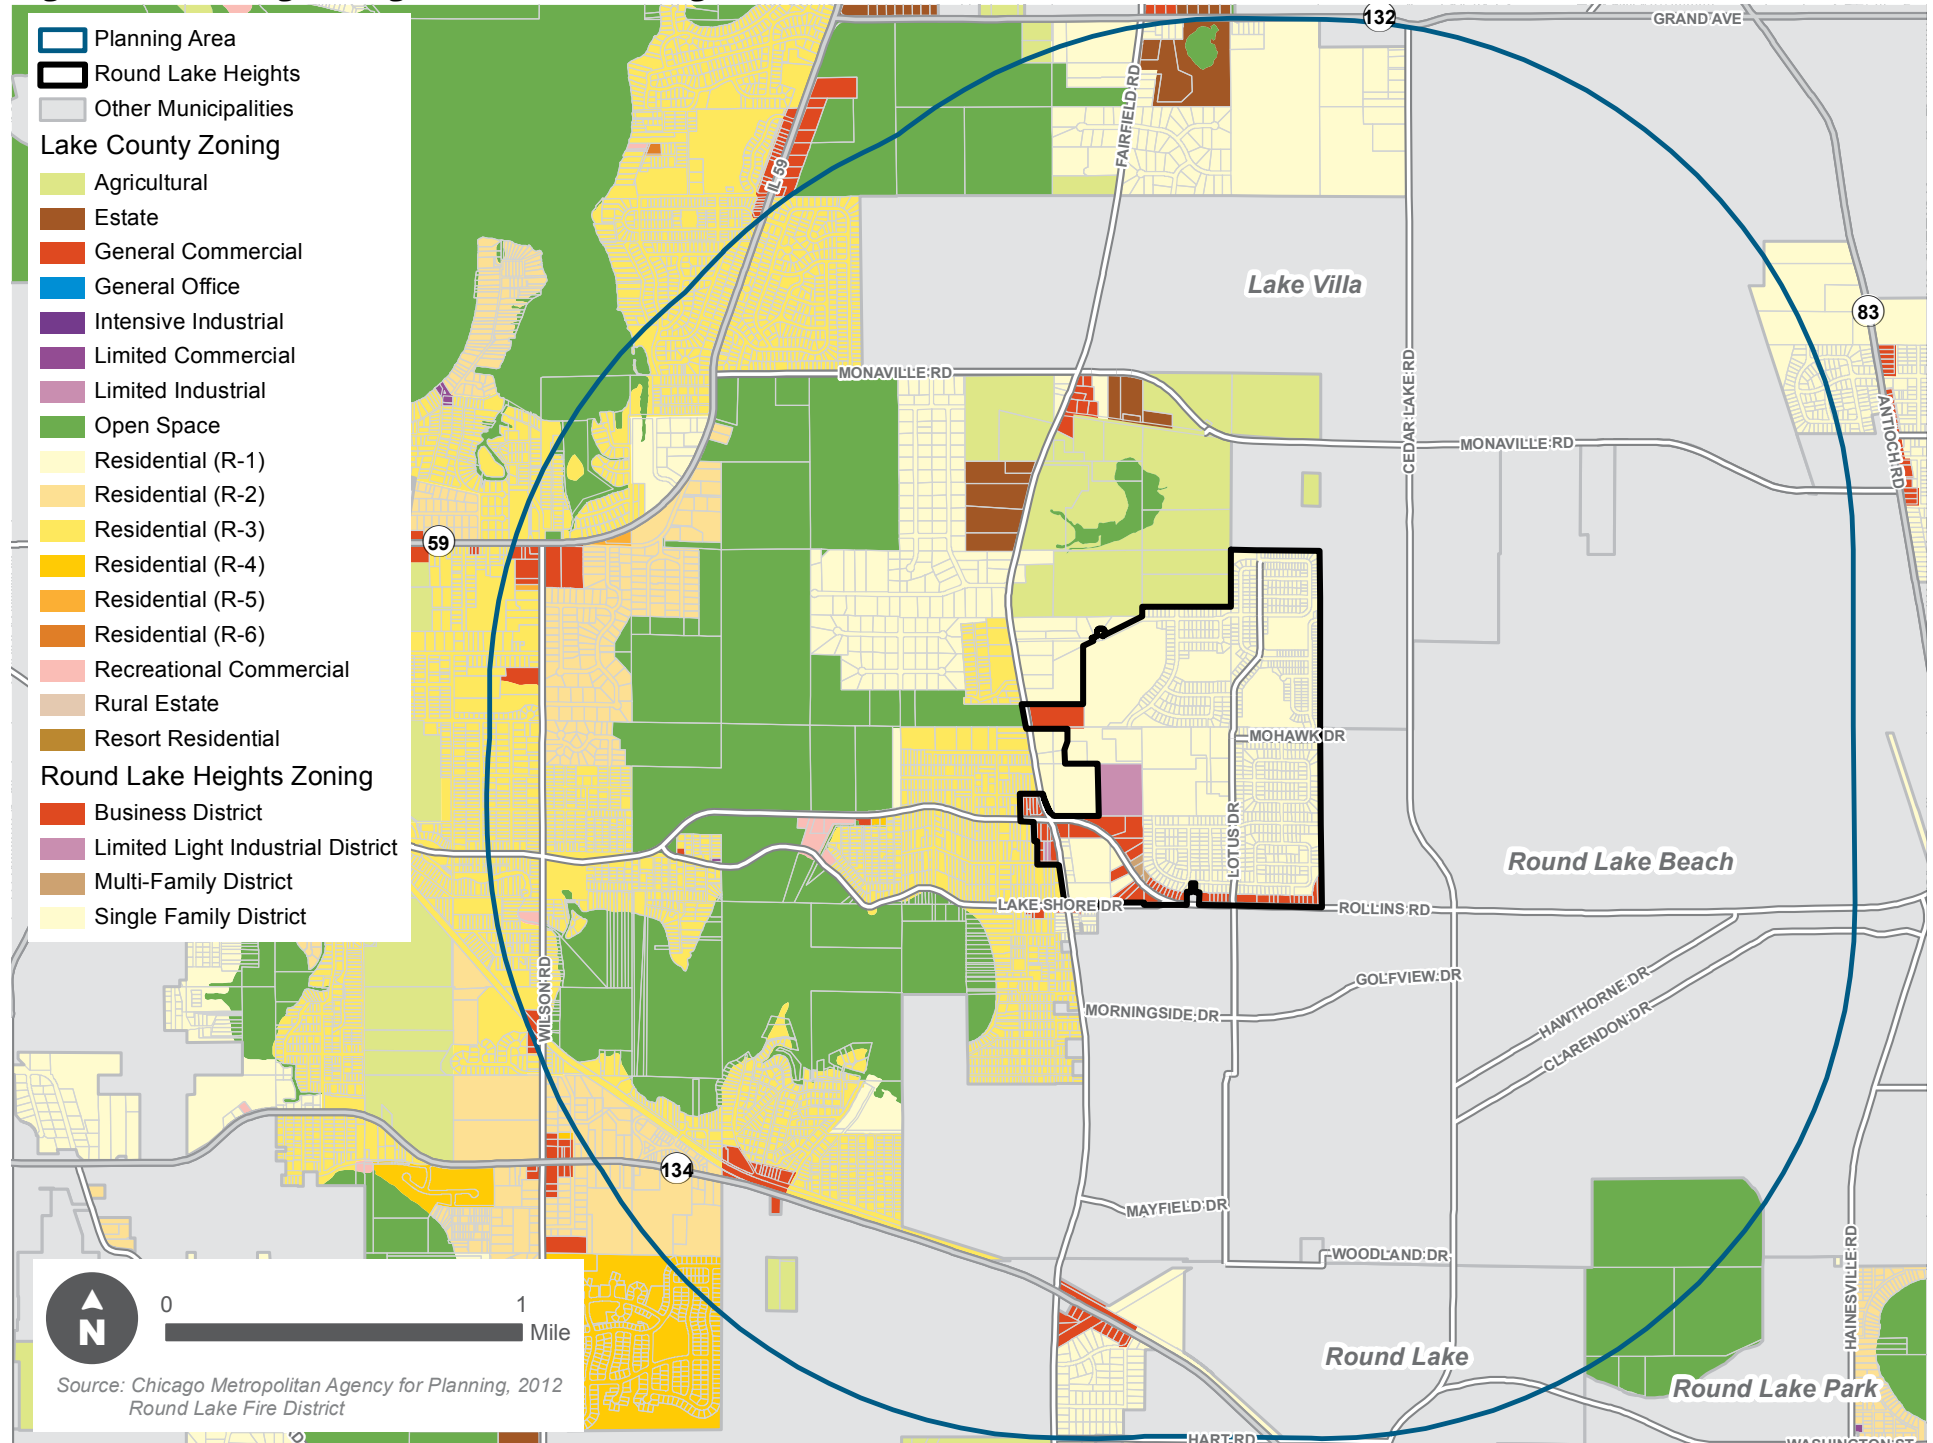 Planning Area
Round Lake Heights
Other Municipalities
Lake County Zoning
Agricultural
Estate
General Commercial
General Office
Intensive Industrial
Limited Commercial
Limited Industrial
Open Space
Residential (R-1)
Residential (R-2)
Residential (R-3)
Residential (R-4)
Residential (R-5)
Residential (R-6)
Recreational Commercial
Rural Estate
Resort Residential
Round Lake Heights Zoning
Business District
Limited Light Industrial District
Multi-Family District
Single Family District
132
GRAND AVE
FAIRFIELD RD
IL 59
Lake Villa
83
MONAVILLE RD
CEDAR LAKE RD
MONAVILLE RD
ANTIOCH RD
59
MOHAWK DR
LOTUS DR
Round Lake Beach
LAKE SHORE DR
ROLLINS RD
WILSON RD
GOLFVIEW DR
MORNINGSIDE DR
HAWTHORNE DR
CLARENDON DR
134
MAYFIELD DR
WOODLAND DR
HAINESVILLE RD
Round Lake
Round Lake Park
HART RD
WASHINGTON ST
N
0 1
Mile
Source: Chicago Metropolitan Agency for Planning, 2012
Round Lake Fire District